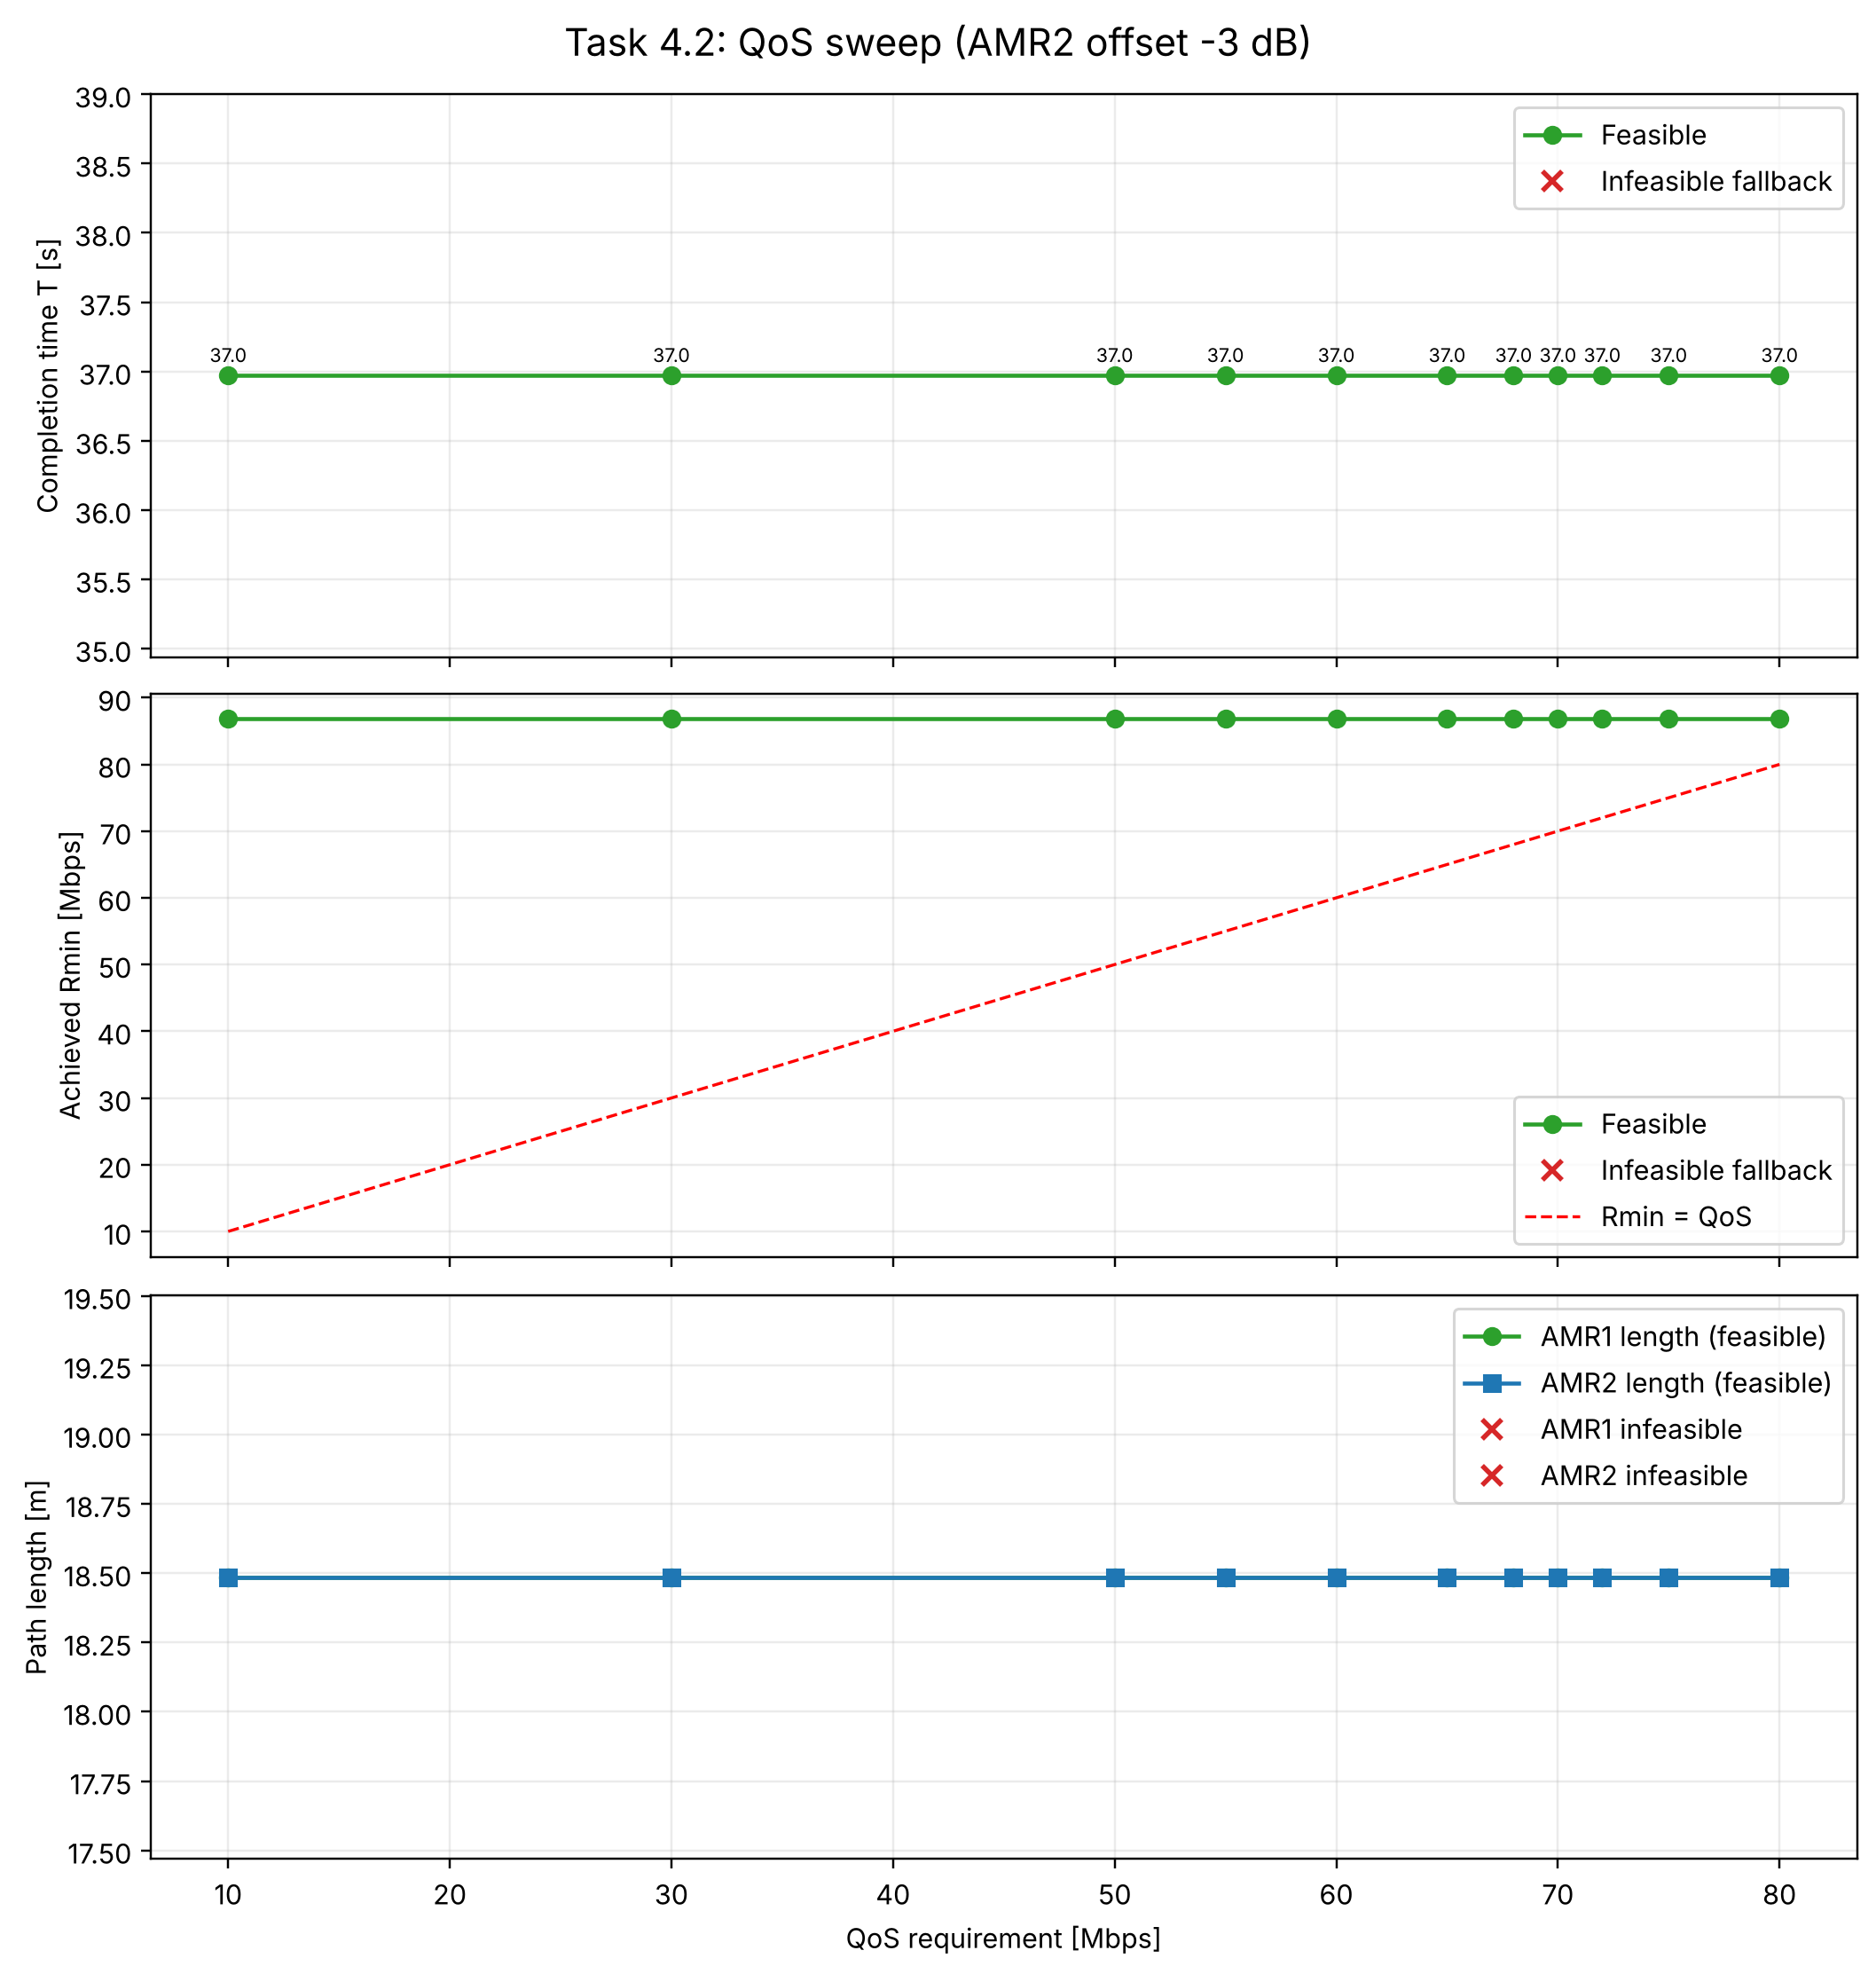 Task 4.2: QoS sweep (AMR2 offset -3 dB)
39.0
38.5
38.0
37.5
37.0
36.5
36.0
35.5
35.0
Completion time T [s]
37.0 37.0 37.0 37.0 37.0 37.0 37.0 37.0 37.0 37.0 37.0
Feasible
Infeasible fallback
90
80
70
60
50
40
30
20
10
Achieved Rmin [Mbps]
Feasible
Infeasible fallback
Rmin = QoS
19.50
19.25
19.00
18.75
18.50
18.25
18.00
17.75
17.50
Path length [m]
AMR1 length (feasible)
AMR2 length (feasible)
AMR1 infeasible
AMR2 infeasible
10 20 30 40 50 60 70 80
QoS requirement [Mbps]